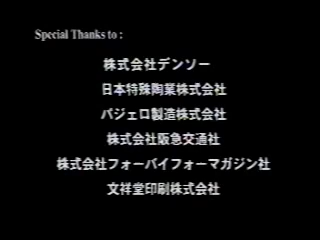 Special Thanks to :
株式会社デンソー
日本特殊陶業株式会社
パジェロ製造株式会社
株式会社阪急交通社
株式会社フォーバイフォーマガジン社
文祥堂印刷株式会社